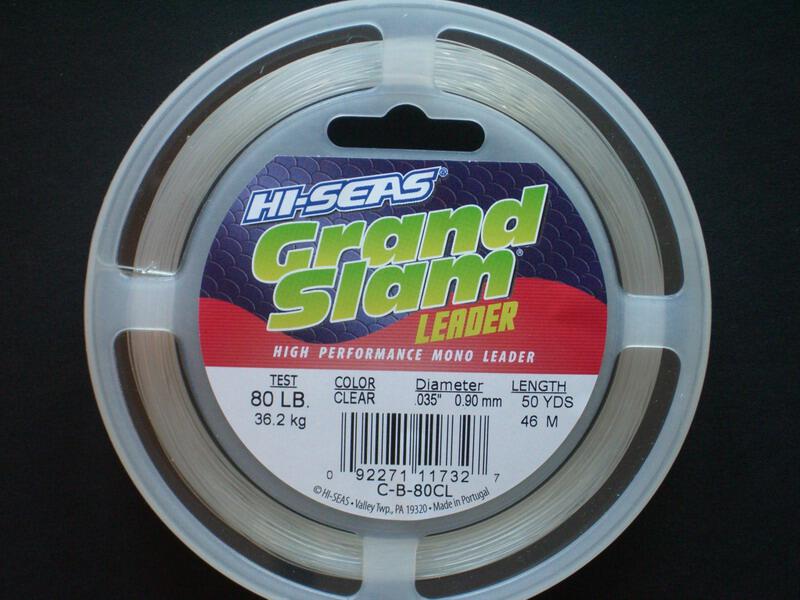 HI-SEAS®
Grand
Slam®
LEADER
HIGH PERFORMANCE MONO LEADER
TEST COLOR Diameter LENGTH
80 LB. CLEAR .035" 0.90 mm 50 YDS
36.2 kg 46 M
0 92271 11732 7
C-B-80CL
© HI-SEAS • Valley Twp., PA 19320 • Made in Portugal